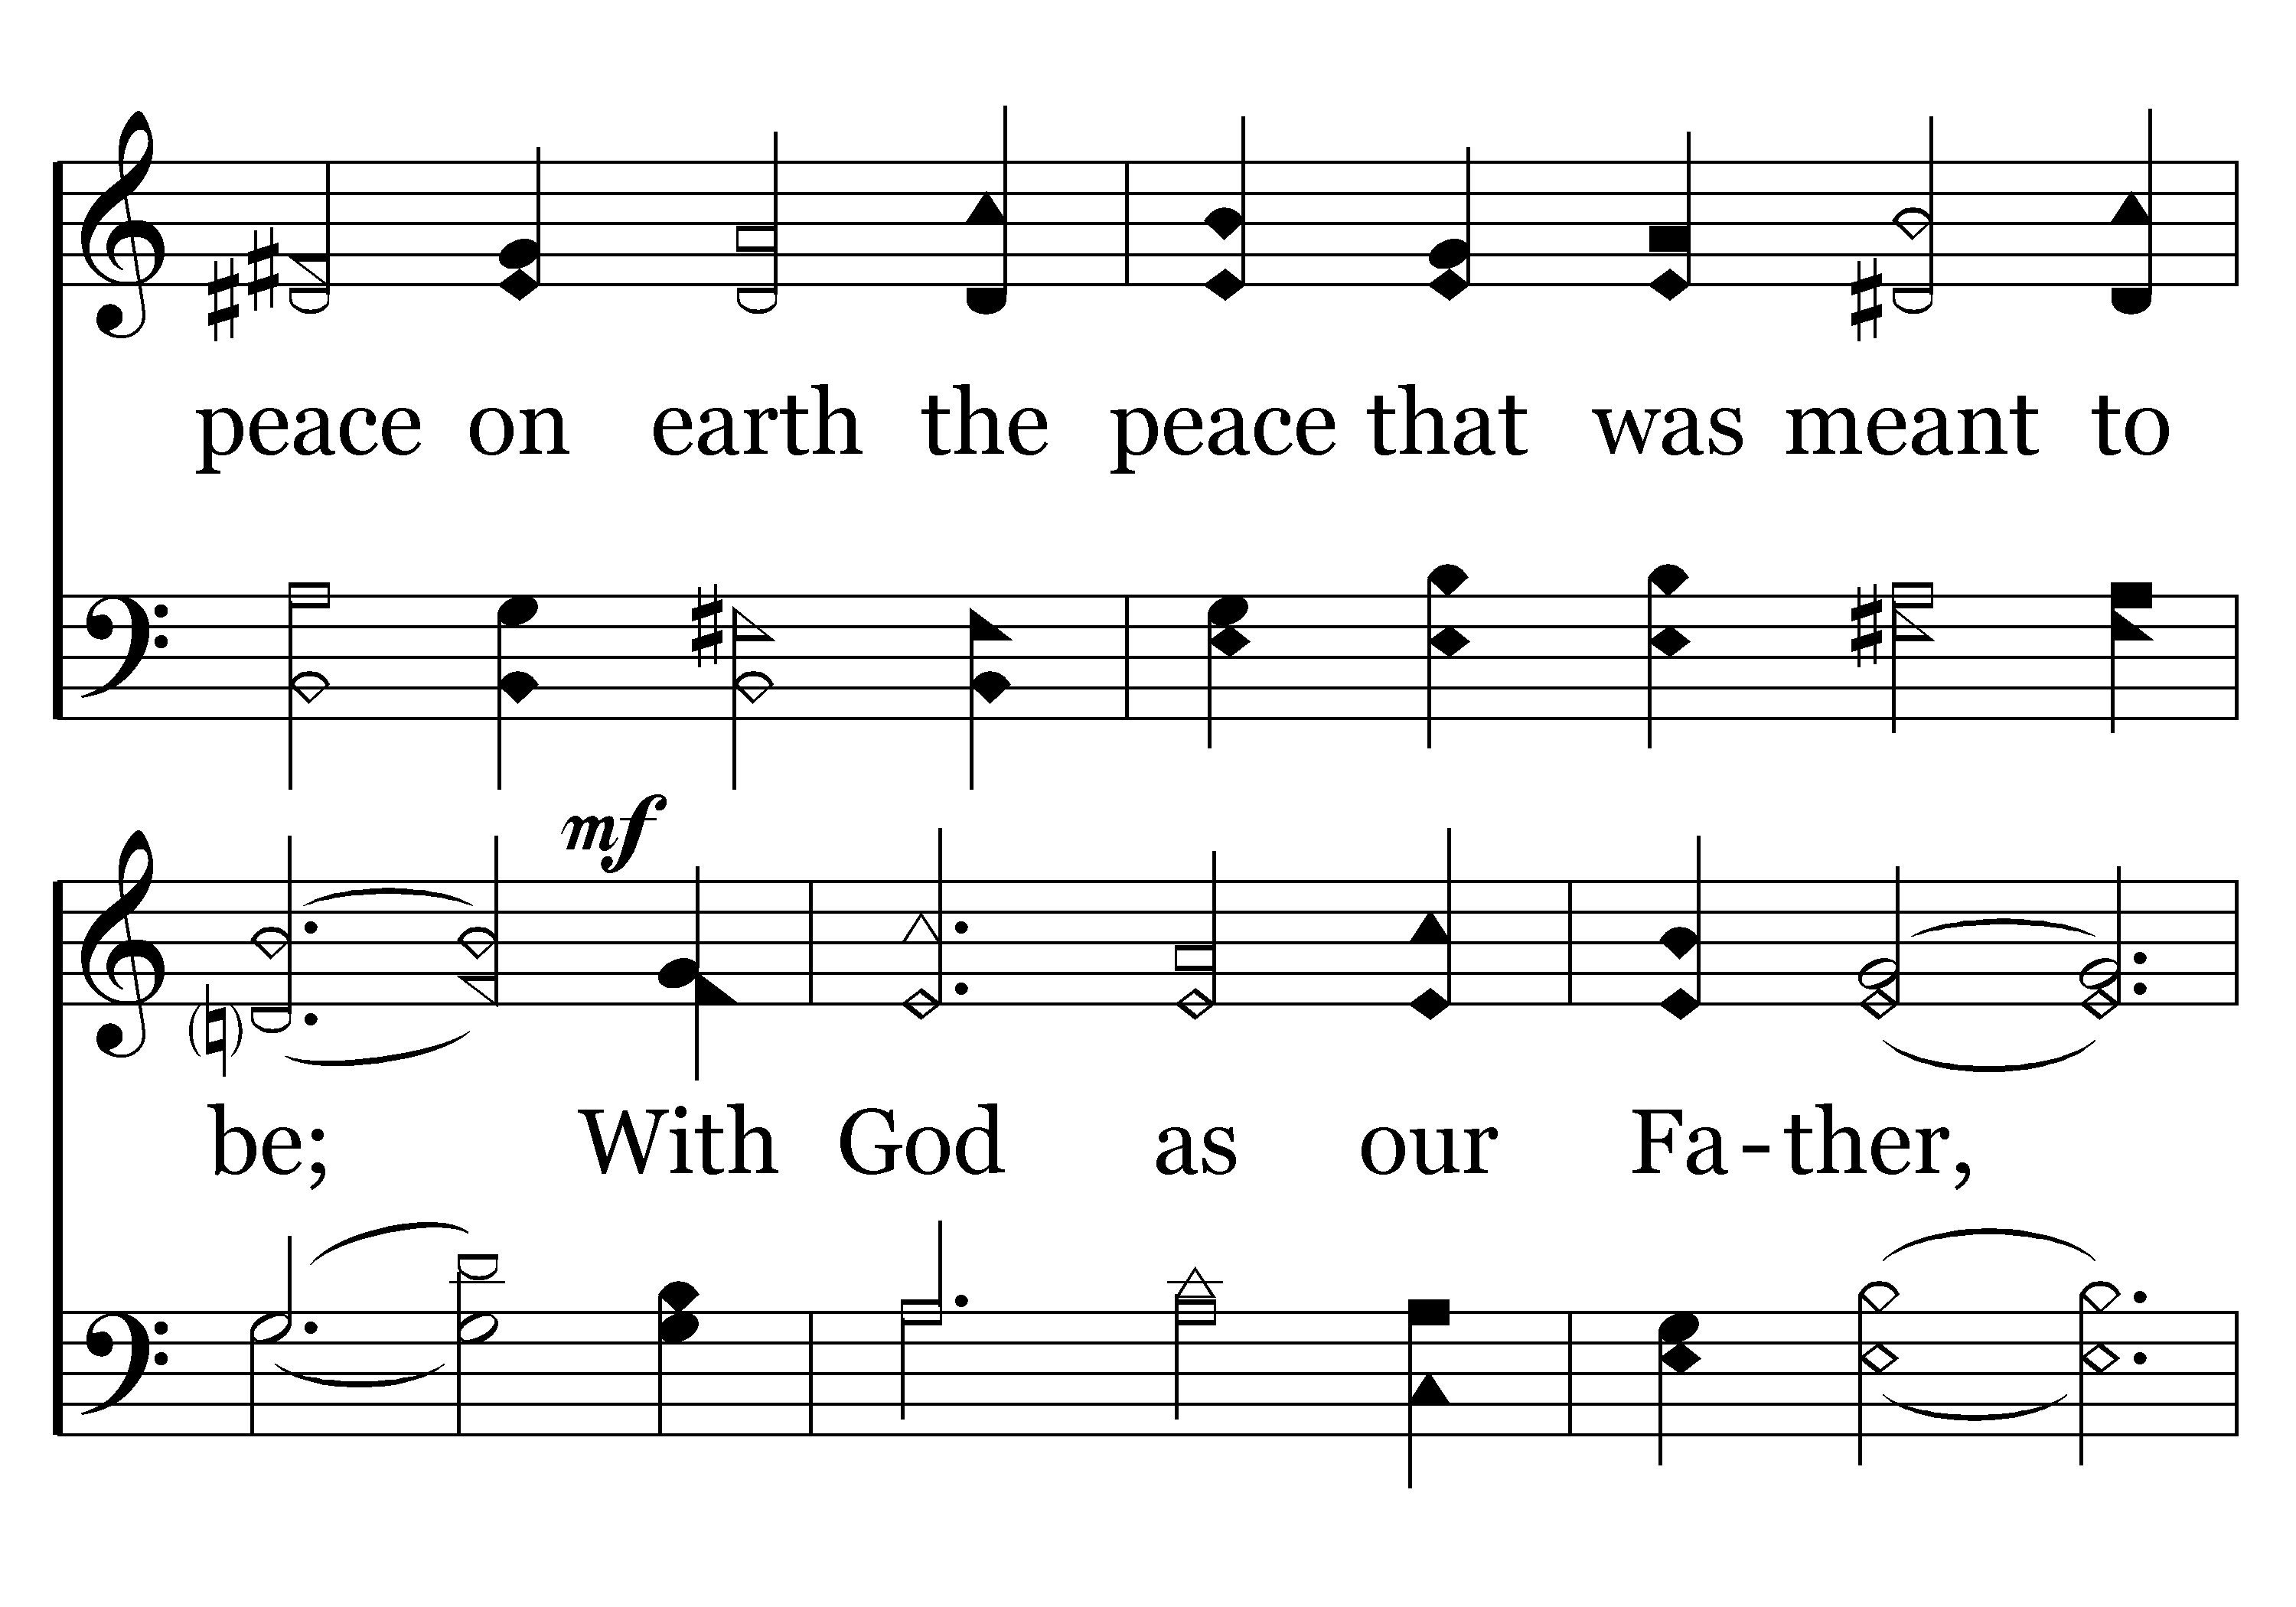 peace on earth the peace that was meant to
mf
be; With God as our Fa-ther,